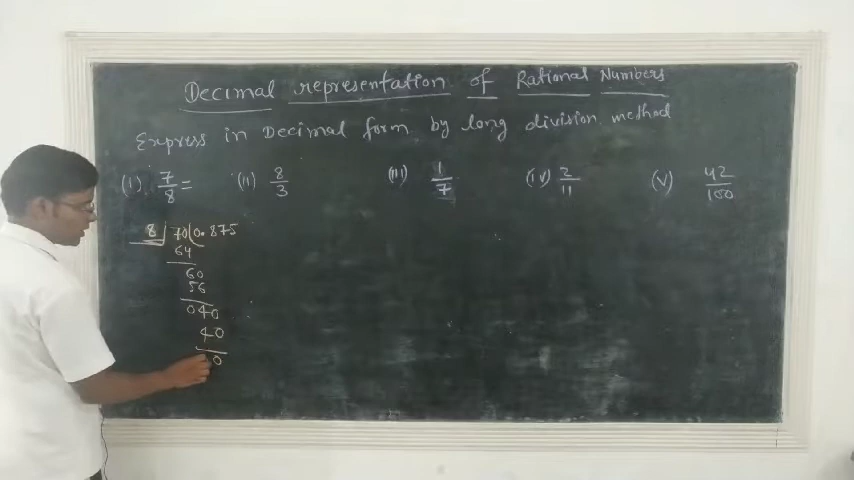 Decimal representation of Rational Numbers
Express in Decimal form by long division method
(i) 7/8 = (ii) 8/3 (iii) 1/7 (iv) 2/11 (v) 42/100
8 70 0.875
64
60
56
040
40
0